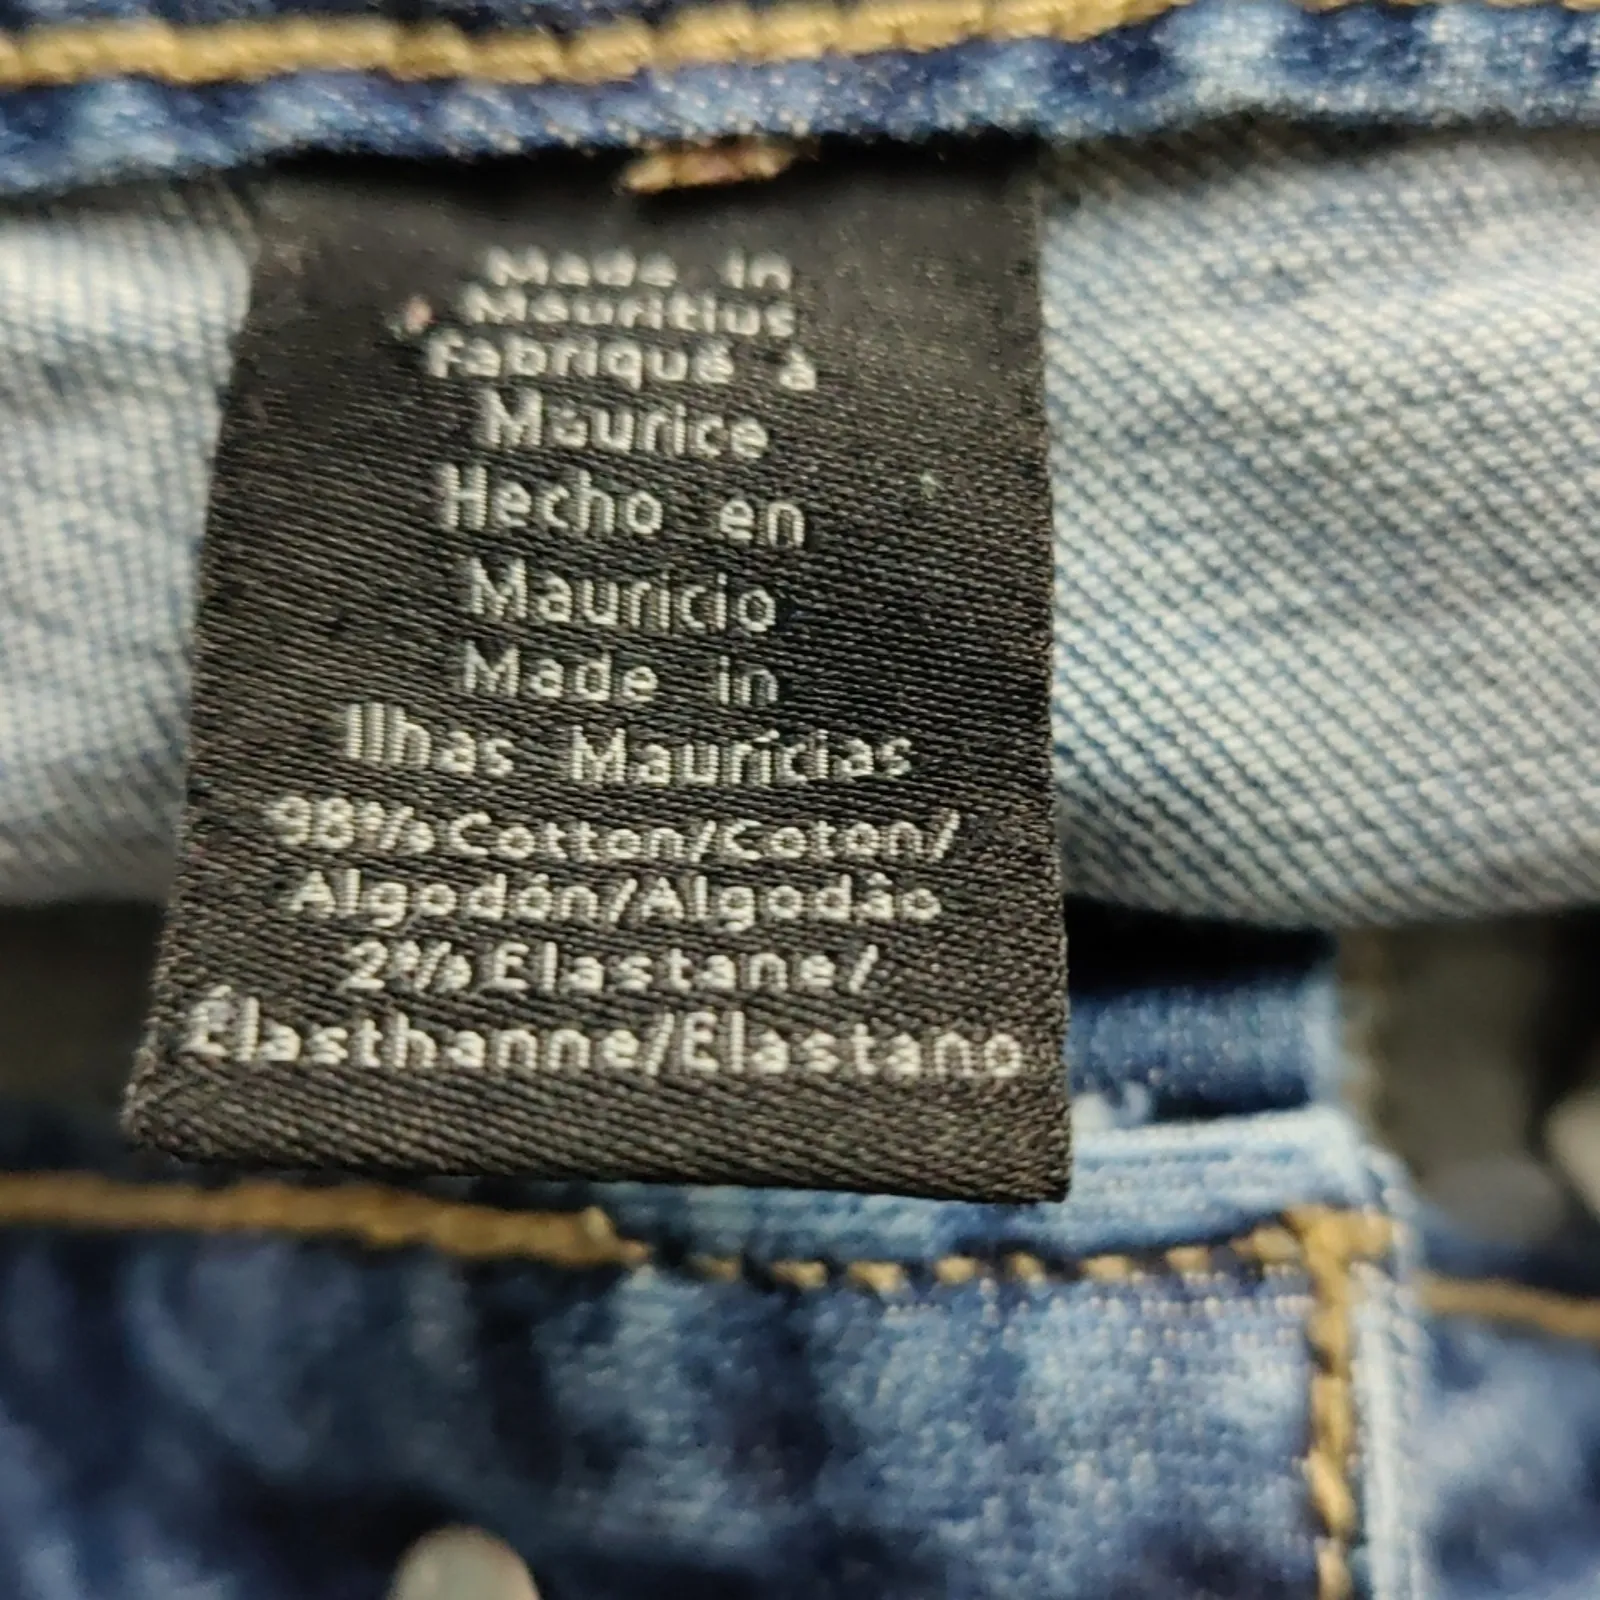 Made in
Mauritius
Fabriqué à
Maurice
Hecho en
Mauricio
Made in
Ilhas Maurícias
98% Cotton/Coton/
Algodón/Algodão
2% Elastane/
Élasthanne/Elastano